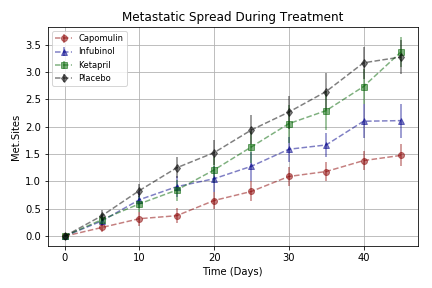 Metastatic Spread During Treatment
Capomulin
Infubinol
Ketapril
Placebo
3.5
3.0
2.5
2.0
1.5
1.0
0.5
0.0
Met.Sites
0 10 20 30 40
Time (Days)